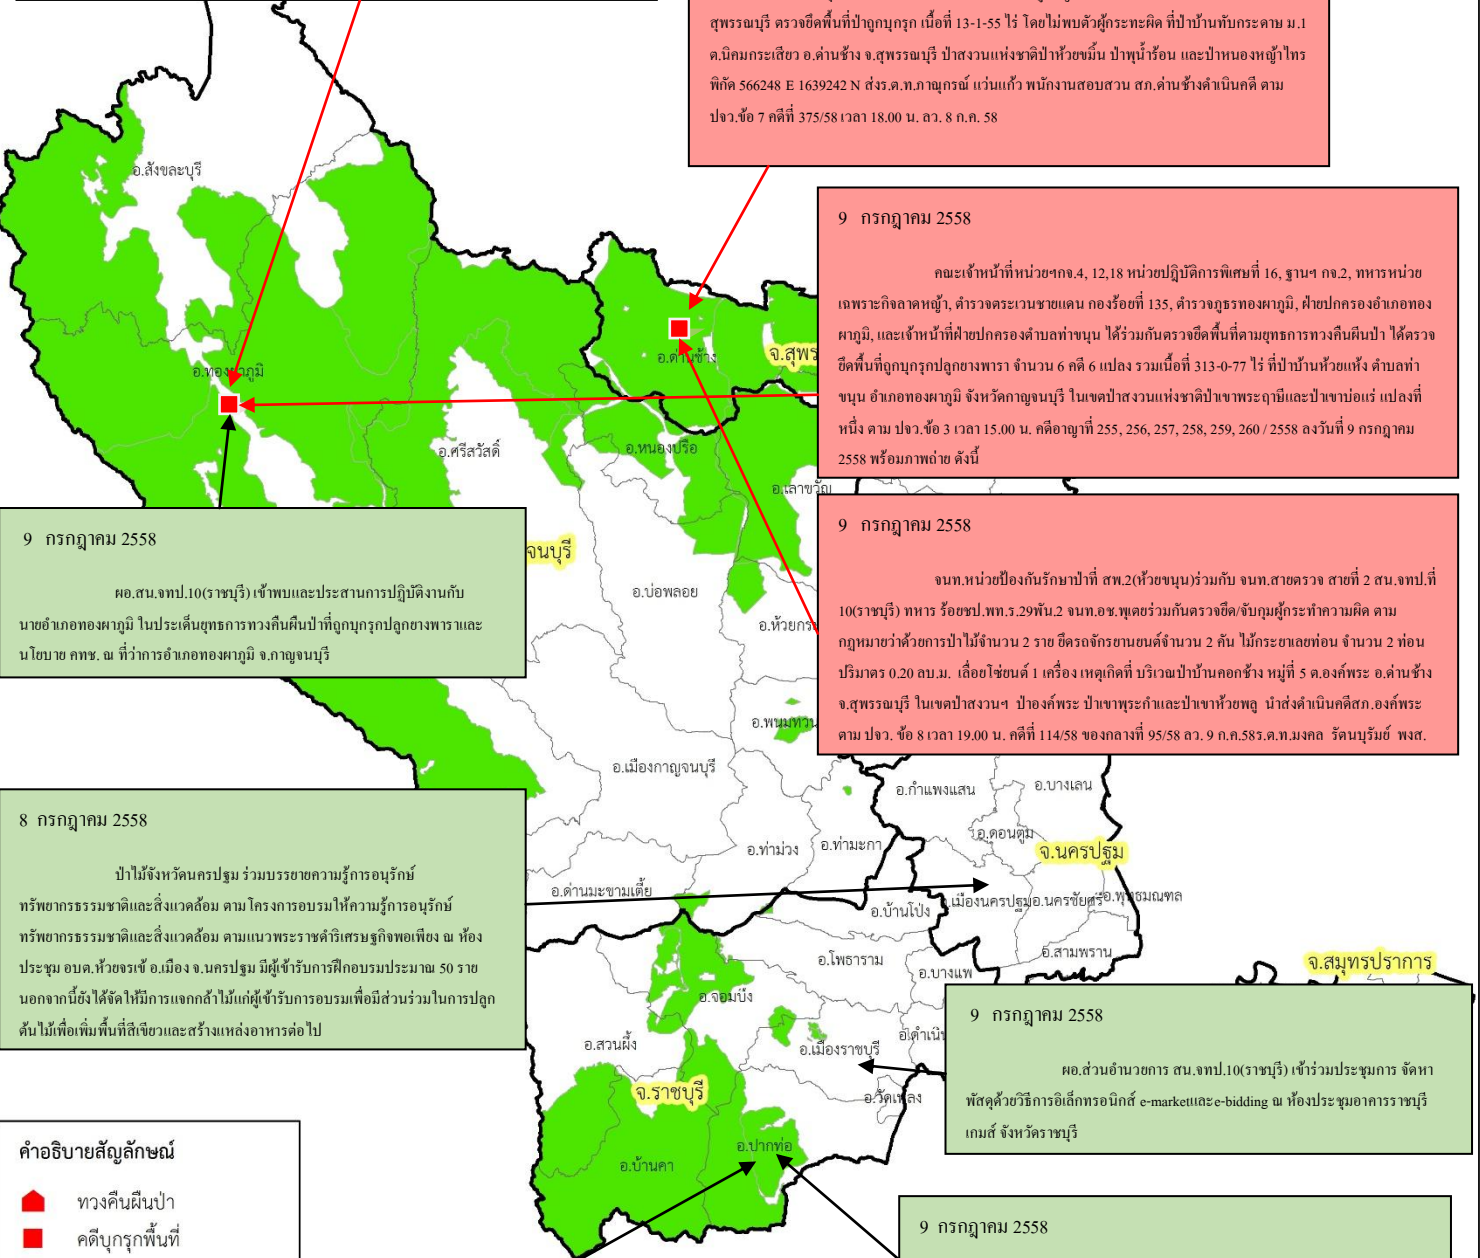 สุพรรณบุรี ตรวจยึดพื้นที่ป่าถูกบุกรุก เนื้อที่ 13-1-55 ไร่ โดยไม่พบตัวผู้กระทะผิด ที่ป่าบ้านทับกระดาษ ม.1
ต.นิคมกระเสียว อ.ด่านช้าง จ.สุพรรณบุรี ป่าสงวนแห่งชาติป่าห้วยขมิ้น ป่าพุน้ำร้อน และป่าหนองหญ้าไทร
พิกัด 566248 E 1639242 N ส่งร.ต.ท.ภาณุกรณ์ แว่นแก้ว พนักงานสอบสวน สภ.ด่านช้างดำเนินคดี ตาม
ปจว.ข้อ 7 คดีที่ 375/58 เวลา 18.00 น. ลว. 8 ก.ค. 58
อ.สังขละบุรี
9 กรกฎาคม 2558
คณะเจ้าหน้าที่หน่วยฯกจ.4, 12,18 หน่วยปฎิบัติการพิเศษที่ 16, ฐานฯ กจ.2, ทหารหน่วย
เฉพราะกิจลาดหญ้า, ตำรวจตระเวนชายแดน กองร้อยที่ 135, ตำรวจภูธรทองผาภูมิ, ฝ่ายปกครองอำเภอทอง
ผาภูมิ, และเจ้าหน้าที่ฝ่ายปกครองตำบลท่าขนุน ได้ร่วมกันตรวจยึดพื้นที่ตามยุทธการทวงคืนผืนป่า ได้ตรวจ
ยึดพื้นที่ถูกบุกรุกปลูกยางพารา จำนวน 6 คดี 6 แปลง รวมเนื้อที่ 313-0-77 ไร่ ที่ป่าบ้านห้วยแห้ง ตำบลท่า
ขนุน อำเภอทองผาภูมิ จังหวัดกาญจนบุรี ในเขตป่าสงวนแห่งชาติป่าเขาพระฤาษีและป่าเขาบ่อแร่ แปลงที่
หนึ่ง ตาม ปจว.ข้อ 3 เวลา 15.00 น. คดีอาญาที่ 255, 256, 257, 258, 259, 260 / 2558 ลงวันที่ 9 กรกฎาคม
2558 พร้อมภาพถ่าย ดังนี้
อ.ด่านช้าง
จ.สุพร
อ.ทองผาภูมิ
อ.ศรีสวัสดิ์
อ.หนองปรือ
อ.เลาขวัญ
9 กรกฎาคม 2558
ผอ.สน.จทป.10(ราชบุรี) เข้าพบและประสานการปฏิบัติงานกับ
นายอำเภอทองผาภูมิ ในประเด็นยุทธการทวงคืนผืนป่าที่ถูกบุกรุกปลูกยางพาราและ
นโยบาย คทช. ณ ที่ว่าการอำเภอทองผาภูมิ จ.กาญจนบุรี
จนบุรี
อ.บ่อพลอย
อ.ห้วยกระ
9 กรกฎาคม 2558
จนท.หน่วยป้องกันรักษาป่าที่ สพ.2(ห้วยขนุน)ร่วมกับ จนท.สายตรวจ สายที่ 2 สน.จทป.ที่
10(ราชบุรี) ทหาร ร้อยชป.พท.ร.29พัน.2 จนท.อช.พุเตยร่วมกันตรวจยึด/จับกุมผู้กระทำความผิด ตาม
กฎหมายว่าด้วยการป่าไม้จำนวน 2 ราย ยึดรถจักรยานยนต์จำนวน 2 คัน ไม้กระยาเลยท่อน จำนวน 2 ท่อน
ปริมาตร 0.20 ลบ.ม. เลื่อยโซ่ยนต์ 1 เครื่อง เหตุเกิดที่ บริเวณป่าบ้านคอกช้าง หมู่ที่ 5 ต.องค์พระ อ.ด่านช้าง
จ.สุพรรณบุรี ในเขตป่าสงวนฯ ป่าองค์พระ ป่าเขาพุระกำและป่าเขาห้วยพลู นำส่งดำเนินคดีสภ.องค์พระ
ตาม ปจว. ข้อ 8 เวลา 19.00 น. คดีที่ 114/58 ของกลางที่ 95/58 ลว. 9 ก.ค.58ร.ต.ท.มงคล รัตนบุรัมย์ พงส.
อ.พนมทวน
อ.เมืองกาญจนบุรี
อ.กำแพงแสน
อ.บางเลน
อ.ดอนตูม
จ.นครปฐม
อ.ท่าม่วง
อ.ท่ามะกา
8 กรกฎาคม 2558
ป่าไม้จังหวัดนครปฐม ร่วมบรรยายความรู้การอนุรักษ์
ทรัพยากรธรรมชาติและสิ่งแวดล้อม ตามโครงการอบรมให้ความรู้การอนุรักษ์
ทรัพยากรธรรมชาติและสิ่งแวดล้อม ตามแนวพระราชดำริเศรษฐกิจพอเพียง ณ ห้อง
ประชุม อบต.ห้วยจรเข้ อ.เมือง จ.นครปฐม มีผู้เข้ารับการฝึกอบรมประมาณ 50 ราย
นอกจากนี้ยังได้จัดให้มีการแจกกล้าไม้แก่ผู้เข้ารับการอบรมเพื่อมีส่วนร่วมในการปลูก
ต้นไม้เพื่อเพิ่มพื้นที่สีเขียวและสร้างแหล่งอาหารต่อไป
อ.ด่านมะขามเตี้ย
อ.บ้านโป่ง
อ.เมืองนครปฐม
อ.นครชัยศรี
อ.พุทธมณฑล
อ.สามพราน
อ.โพธาราม
อ.บางแพ
จ.สมุทรปราการ
อ.จอมบึง
อ.สวนผึ้ง
อ.เมืองราชบุรี
อ.ดำเนิน
จ.ราชบุรี
อ.วัดเพลง
9 กรกฎาคม 2558
ผอ.ส่วนอำนวยการ สน.จทป.10(ราชบุรี) เข้าร่วมประชุมการ จัดหา
พัสดุด้วยวิธีการอิเล็กทรอนิกส์ e-marketและe-bidding ณ ห้องประชุมอาคารราชบุรี
เกมส์ จังหวัดราชบุรี
อ.ปากท่อ
อ.บ้านคา
คำอธิบายสัญลักษณ์
ทวงคืนผืนป่า
คดีบุกรุกพื้นที่
9 กรกฎาคม 2558